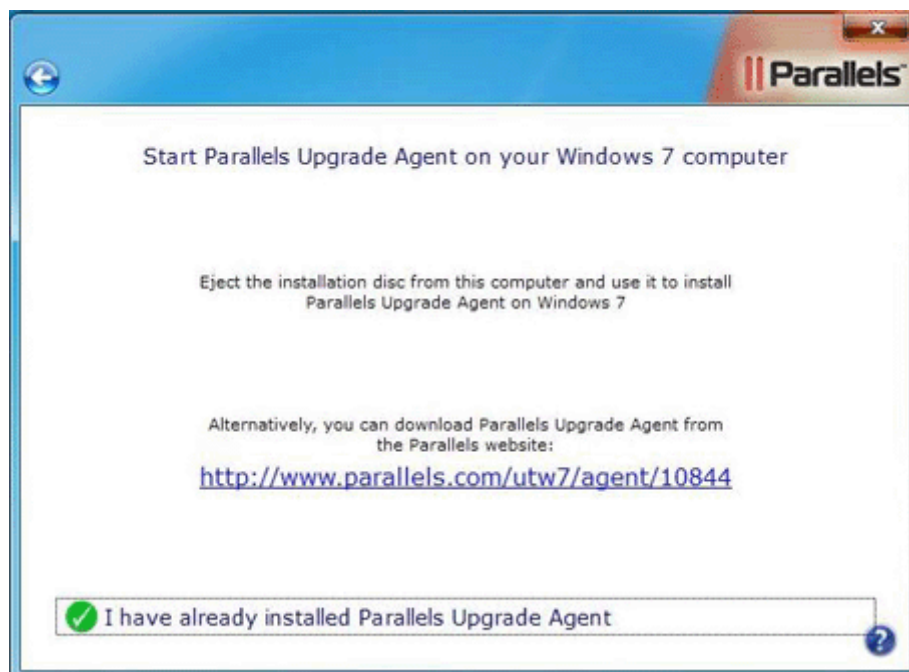 Parallels™
Start Parallels Upgrade Agent on your Windows 7 computer
Eject the installation disc from this computer and use it to install
Parallels Upgrade Agent on Windows 7
Alternatively, you can download Parallels Upgrade Agent from
the Parallels website:
http://www.parallels.com/utw7/agent/10844
I have already installed Parallels Upgrade Agent